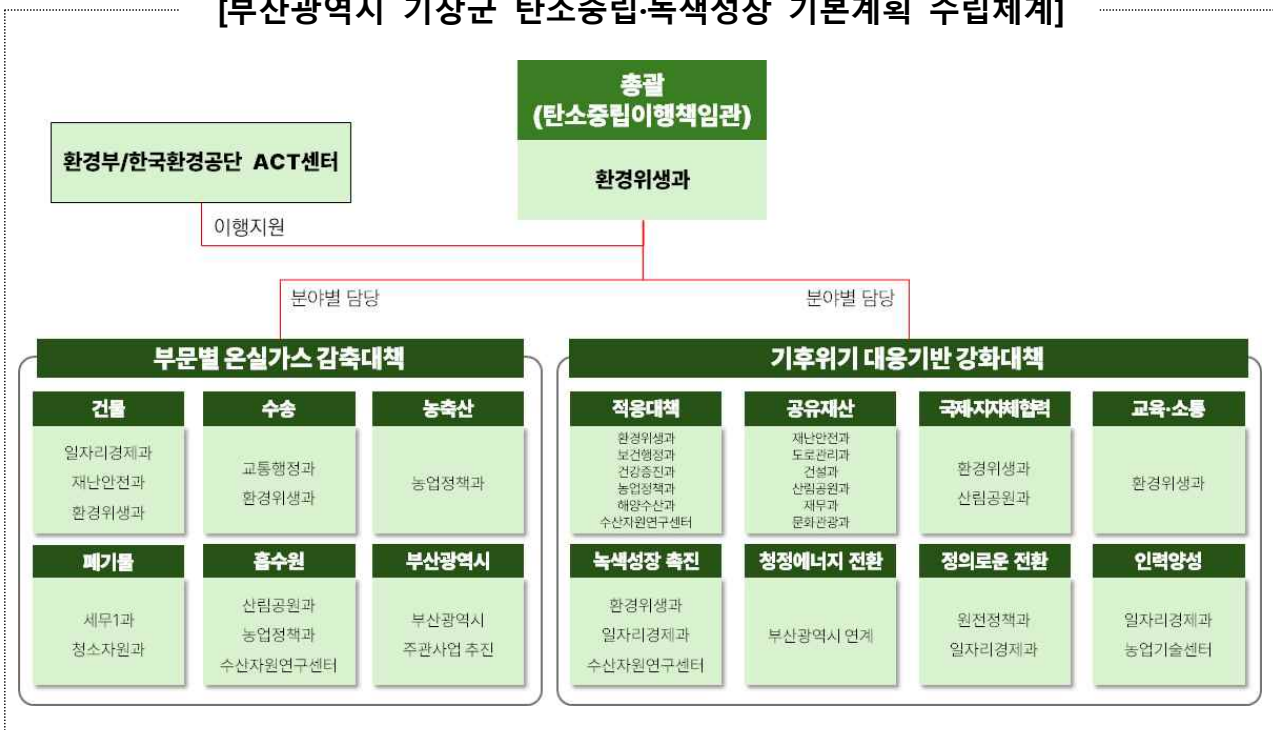 [부산광역시 기장군 탄소중립·녹색성장 기본계획 수립체계]
총괄
(탄소중립이행책임관)
환경위생과
환경부/한국환경공단 ACT센터
이행지원
분야별 담당
분야별 담당
부문별 온실가스 감축대책
건물
일자리경제과
재난안전과
환경위생과
수송
교통행정과
환경위생과
농축산
농업정책과
폐기물
세무1과
청소자원과
흡수원
산림공원과
농업정책과
수산자원연구센터
부산광역시
부산광역시
주관사업 추진
기후위기 대응기반 강화대책
적응대책
환경위생과
보건행정과
건강증진과
농업정책과
해양수산과
수산자원연구센터
공유재산
재난안전과
도로관리과
건설과
산림공원과
재무과
문화관광과
국제·지자체협력
환경위생과
산림공원과
교육·소통
환경위생과
녹색성장 촉진
환경위생과
일자리경제과
수산자원연구센터
청정에너지 전환
부산광역시 연계
정의로운 전환
원전정책과
일자리경제과
인력양성
일자리경제과
농업기술센터